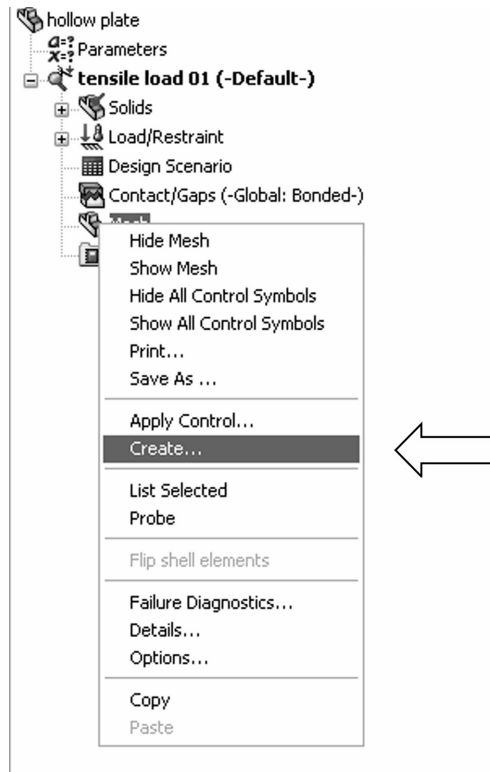 hollow plate
Parameters
tensile load 01 (-Default-)
Solids
Load/Restraint
Design Scenario
Contact/Gaps (-Global: Bonded-)
Mesh
Hide Mesh
Show Mesh
Hide All Control Symbols
Show All Control Symbols
Print...
Save As ...
Apply Control...
Create...
List Selected
Probe
Flip shell elements
Failure Diagnostics...
Details...
Options...
Copy
Paste